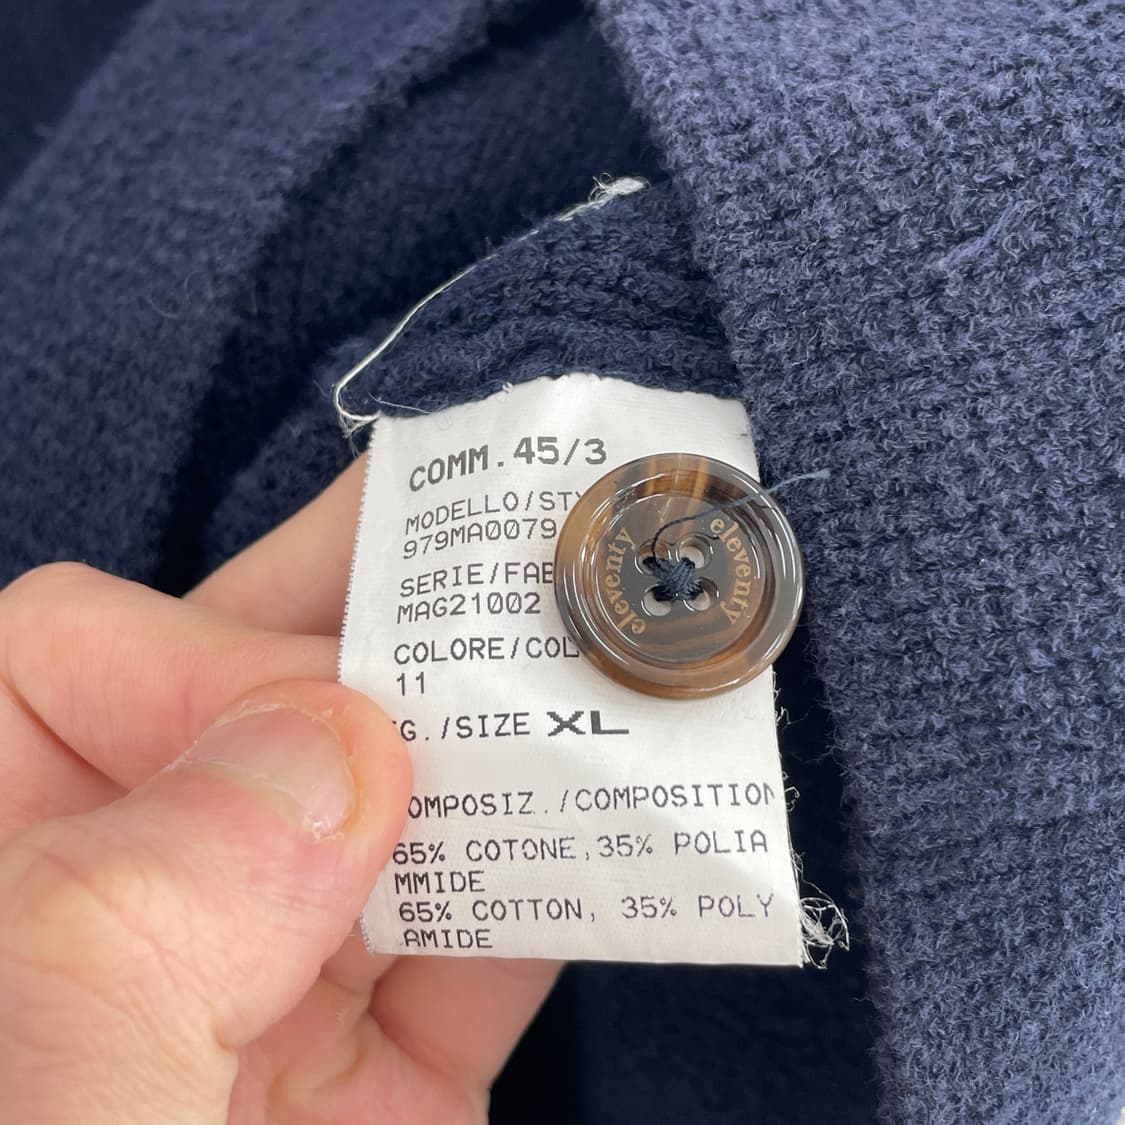 COMM.45/3
MODELLO/STY
979MA0079
SERIE/FAB
MAG21002
COLORE/COL
11
G./SIZE XL
OMPOSIZ./COMPOSITION
65% COTONE,35% POLIA
MMIDE
65% COTTON, 35% POLY
AMIDE
eleventy
eleventy